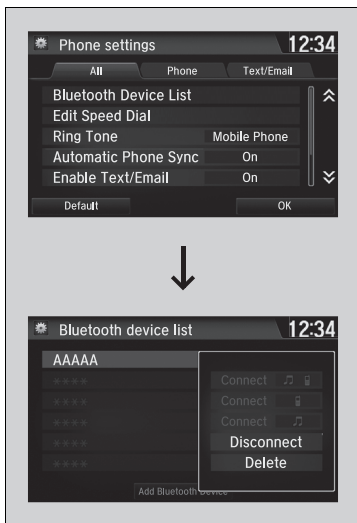 Phone settings 12:34
All Phone Text/Email
Bluetooth Device List
Edit Speed Dial
Ring Tone Mobile Phone
Automatic Phone Sync On
Enable Text/Email On
Default OK
Bluetooth device list 12:34
AAAAA
**** Connect
**** Connect
**** Connect
**** Disconnect
**** Delete
Add Bluetooth Device